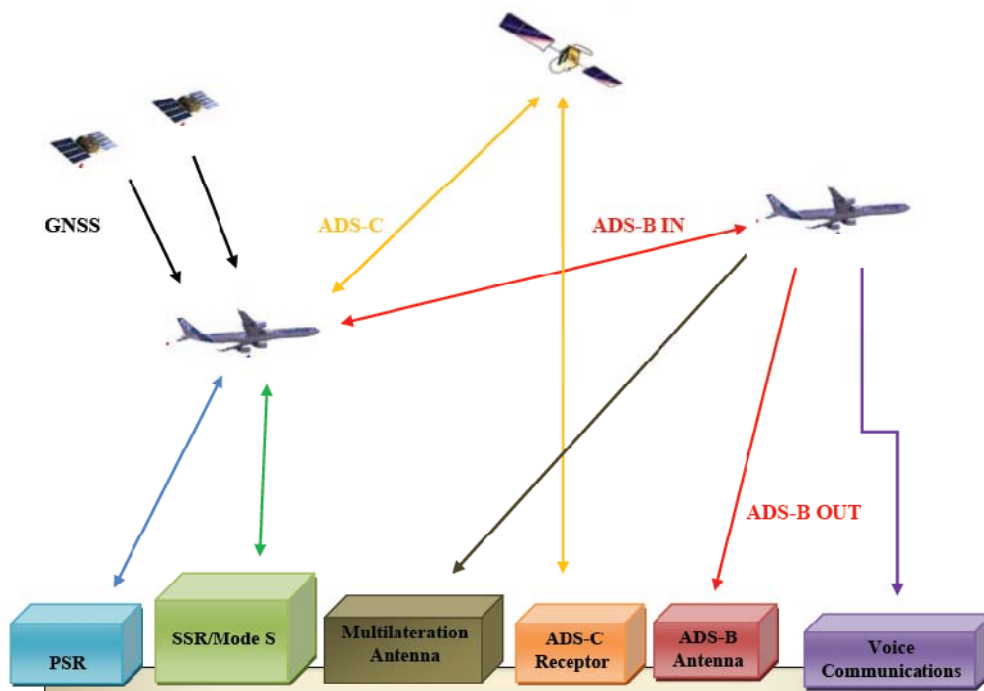 GNSS
ADS-C
ADS-B IN
ADS-B OUT
PSR
SSR/Mode S
Multilateration
Antenna
ADS-C
Receptor
ADS-B
Antenna
Voice
Communications